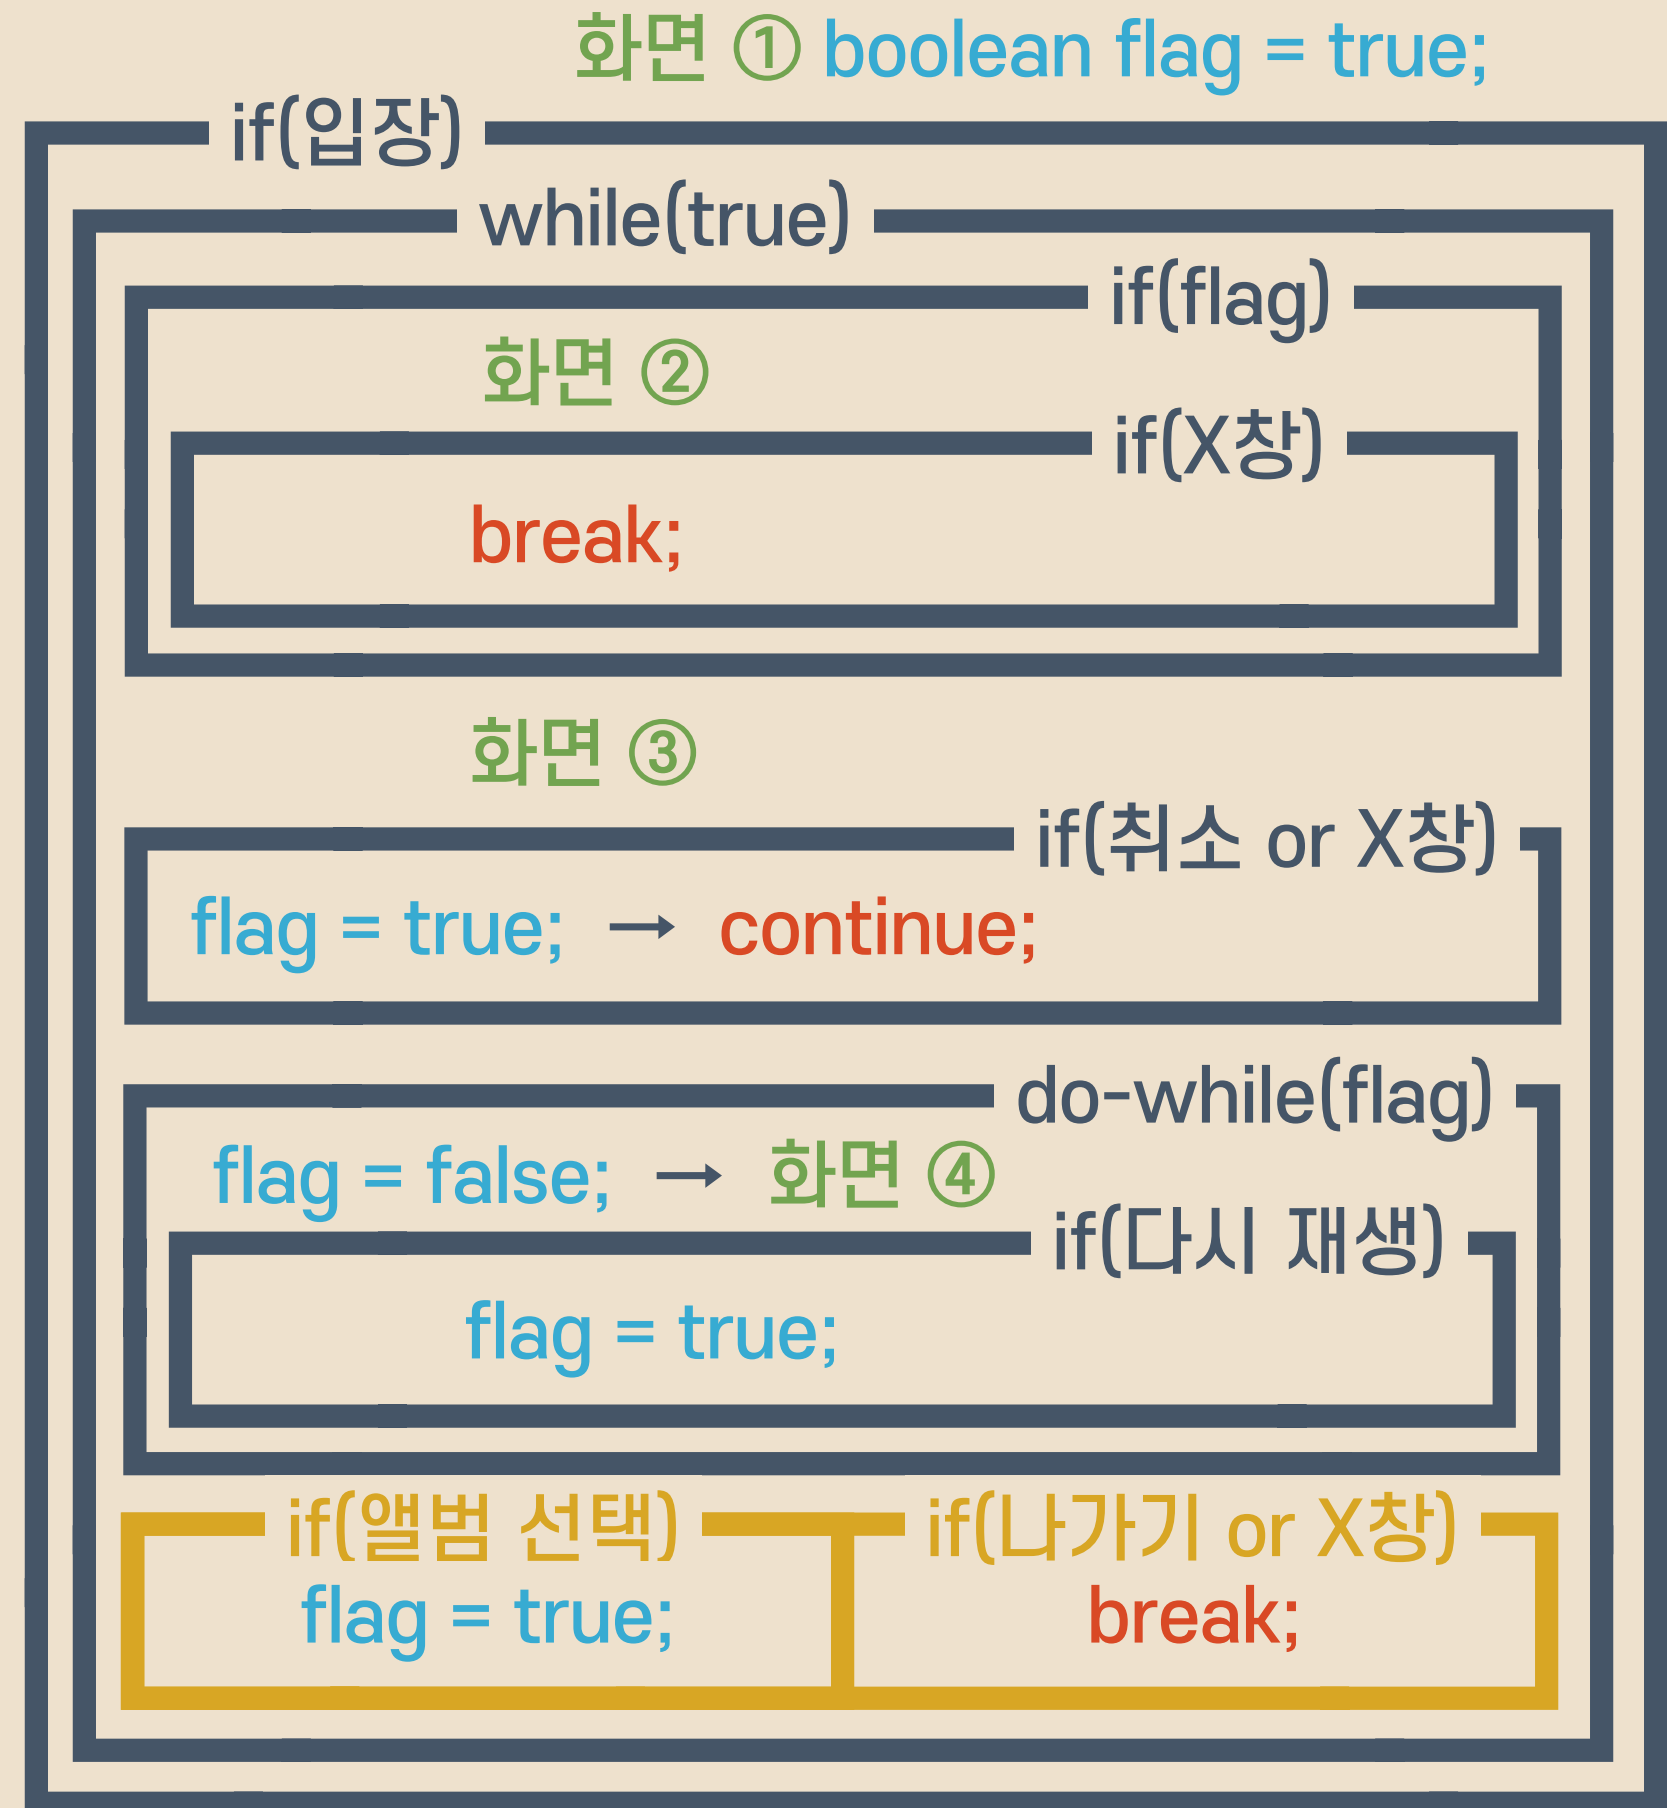 화면 ① boolean flag = true;
if(입장)
while(true)
if(flag)
화면 ②
if(X창)
break;
화면 ③
if(취소 or X창)
flag = true; → continue;
do-while(flag)
flag = false; → 화면 ④
if(다시 재생)
flag = true;
if(앨범 선택) if(나가기 or X창)
flag = true; break;